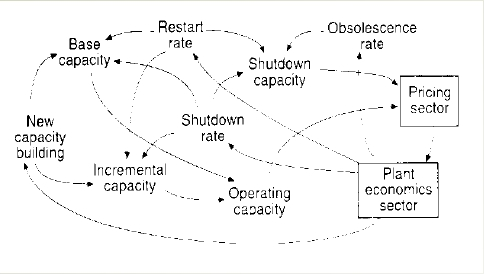 Restart
rate
Obsolescence
rate
Base
capacity
Shutdown
capacity
Pricing
sector
New
capacity
building
Shutdown
rate
Incremental
capacity
Operating
capacity
Plant
economics
sector